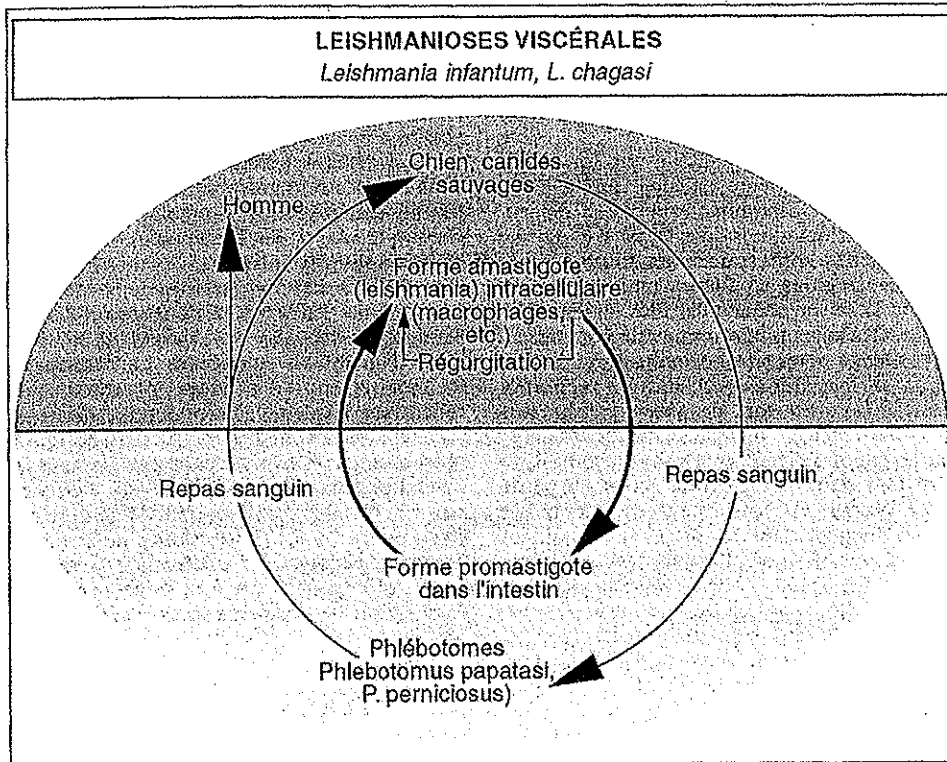 LEISHMANIOSES VISCÉRALES
Leishmania infantum, L. chagasi
Chien, canidés
sauvages
Homme
Forme amastigote
(leishmania) intracellulaire
(macrophages,
etc.)
Régurgitation
Repas sanguin
Repas sanguin
Forme promastigote
dans l'intestin
Phlébotomes
Phlebotomus papatasi,
P. perniciosus)